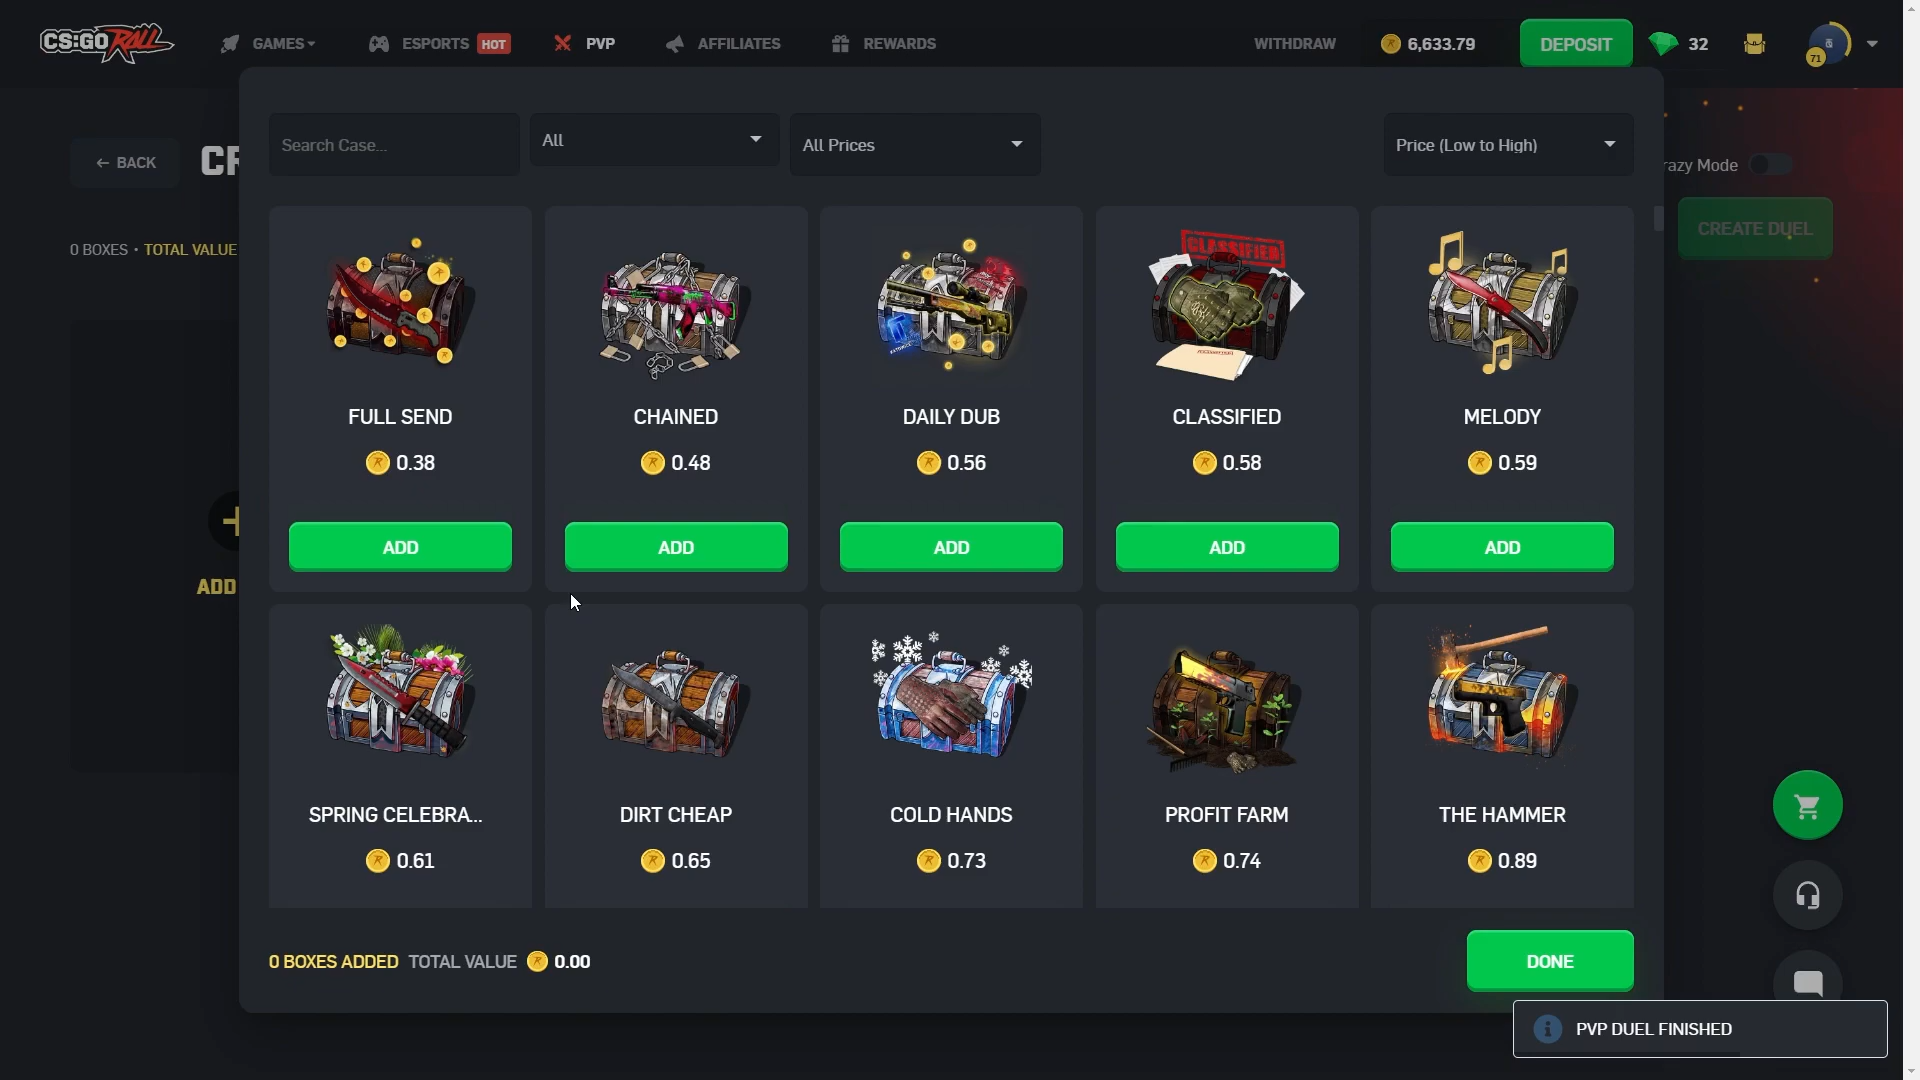 CS:GO ROLL
GAMES
ESPORTS HOT
PVP
AFFILIATES
REWARDS
WITHDRAW
6,633.79
DEPOSIT
32
71
← BACK
CR
Search Case...
All
All Prices
Price (Low to High)
razy Mode
0 BOXES • TOTAL VALUE
CREATE DUEL
CLASSIFIED
FULL SEND
CHAINED
DAILY DUB
CLASSIFIED
MELODY
0.38
0.48
0.56
0.58
0.59
ADD
ADD
ADD
ADD
ADD
ADD
SPRING CELEBRA...
DIRT CHEAP
COLD HANDS
PROFIT FARM
THE HAMMER
0.61
0.65
0.73
0.74
0.89
0 BOXES ADDED TOTAL VALUE 0.00
DONE
PVP DUEL FINISHED